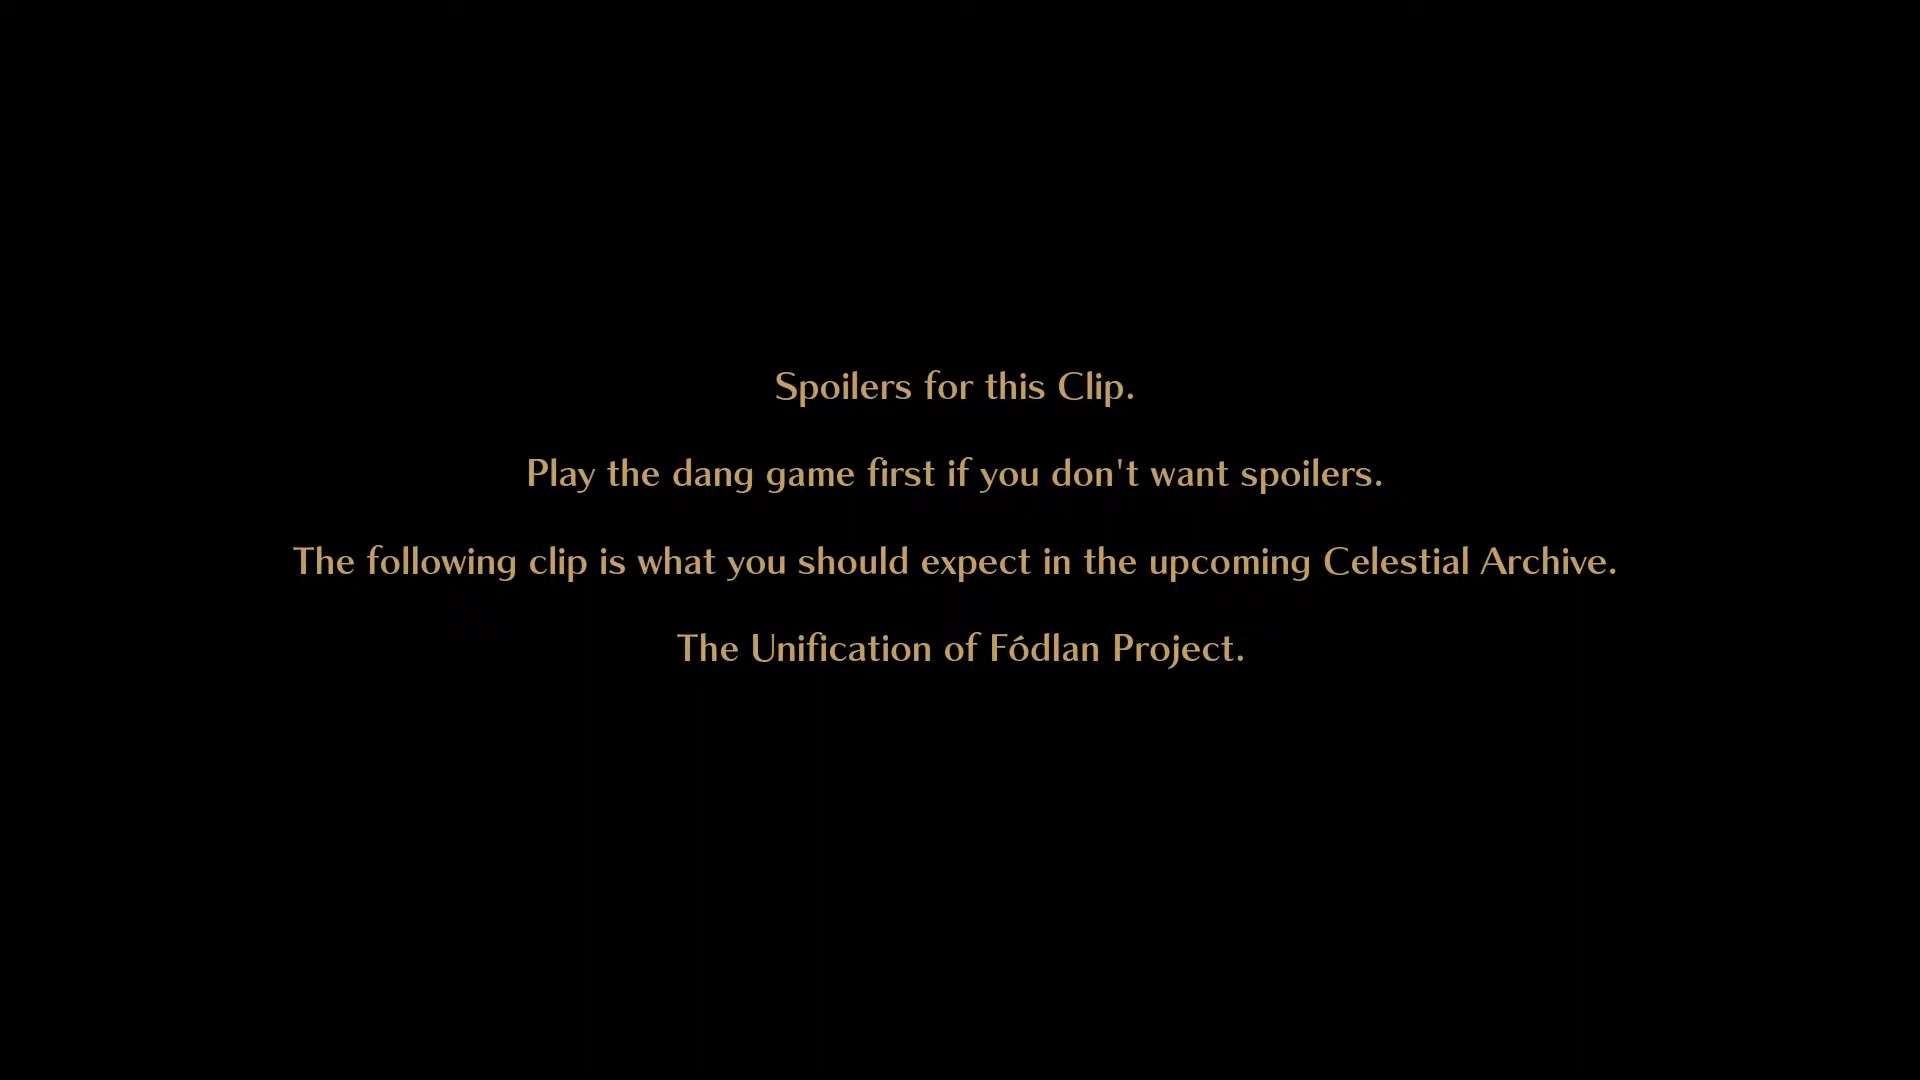 Spoilers for this Clip.
Play the dang game first if you don't want spoilers.
The following clip is what you should expect in the upcoming Celestial Archive.
The Unification of Fódlan Project.